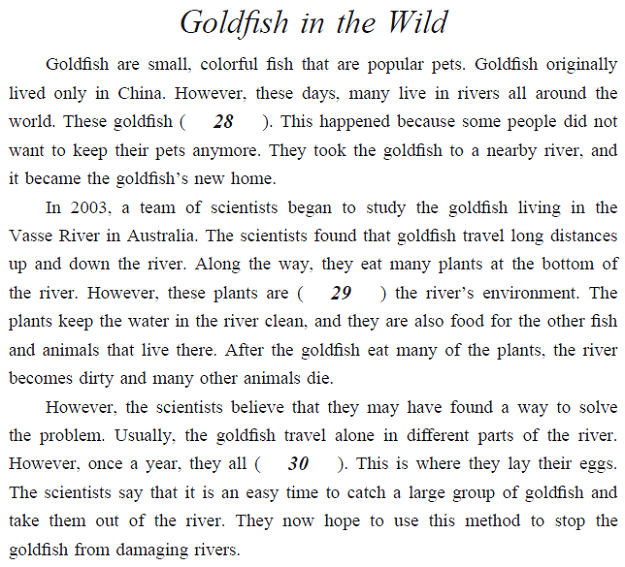 Goldfish in the Wild
Goldfish are small, colorful fish that are popular pets. Goldfish originally
lived only in China. However, these days, many live in rivers all around the
world. These goldfish ( 28 ). This happened because some people did not
want to keep their pets anymore. They took the goldfish to a nearby river, and
it became the goldfish's new home.
In 2003, a team of scientists began to study the goldfish living in the
Vasse River in Australia. The scientists found that goldfish travel long distances
up and down the river. Along the way, they eat many plants at the bottom of
the river. However, these plants are ( 29 ) the river's environment. The
plants keep the water in the river clean, and they are also food for the other fish
and animals that live there. After the goldfish eat many of the plants, the river
becomes dirty and many other animals die.
However, the scientists believe that they may have found a way to solve
the problem. Usually, the goldfish travel alone in different parts of the river.
However, once a year, they all ( 30 ). This is where they lay their eggs.
The scientists say that it is an easy time to catch a large group of goldfish and
take them out of the river. They now hope to use this method to stop the
goldfish from damaging rivers.